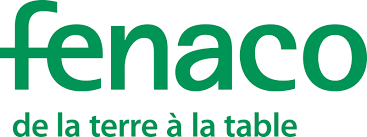 fenaco
de la terre à la table